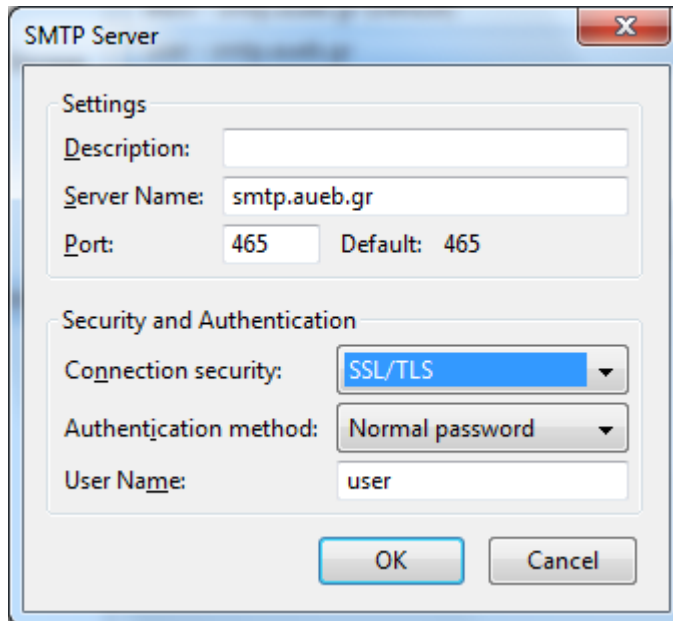 SMTP Server
Settings
Description:
Server Name: smtp.aueb.gr
Port: 465 Default: 465
Security and Authentication
Connection security: SSL/TLS
Authentication method: Normal password
User Name: user
OK Cancel